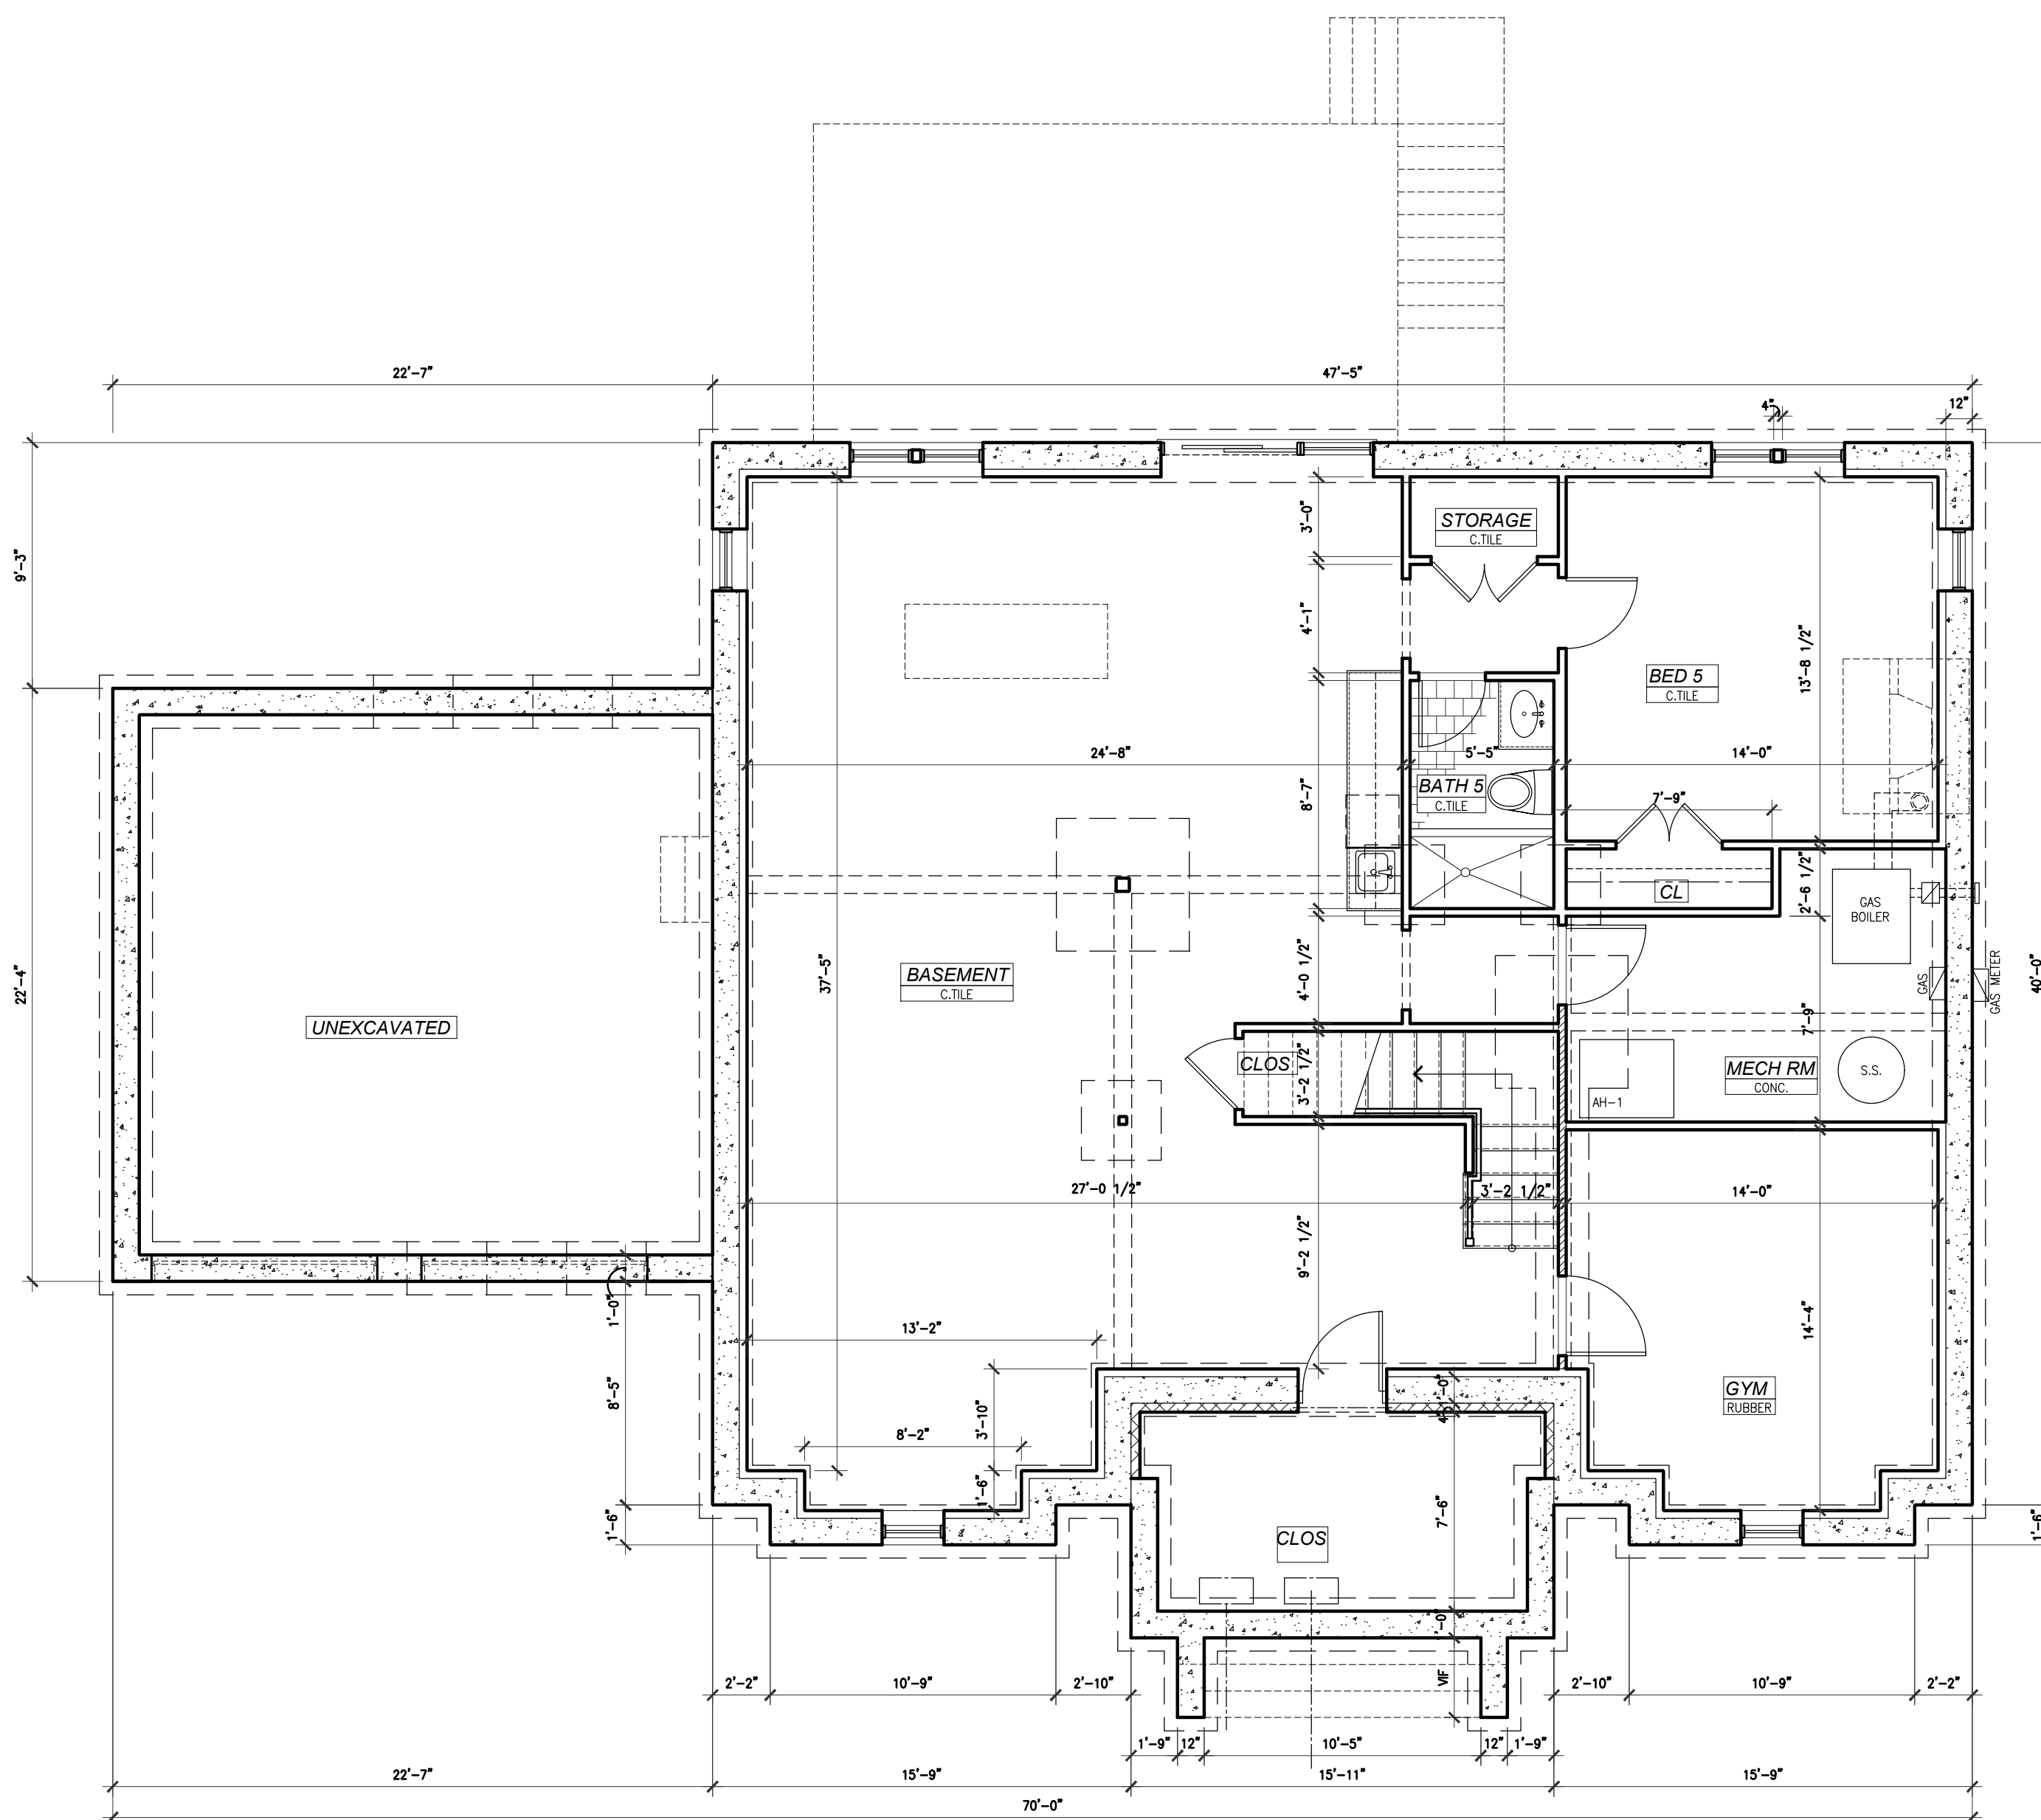 22'-7"
47'-5"
4"
12"
9'-3"
3'-0"
STORAGE
C.TILE
4'-1"
13'-8 1/2"
BED 5
C.TILE
24'-8"
5'-5"
14'-0"
BATH 5
C.TILE
7'-9"
8'-7"
2'-6 1/2"
CL
GAS
BOILER
22'-4"
37'-5"
BASEMENT
C.TILE
4'-0 1/2"
GAS
GAS METER
40'-0"
UNEXCAVATED
7'-9"
CLOS
3'-2 1/2"
MECH RM
CONC.
S.S.
AH-1
27'-0 1/2"
3'-2 1/2"
14'-0"
9'-2 1/2"
1'-0"
13'-2"
14'-4"
8'-5"
3'-10"
1'-0"
4"
GYM
RUBBER
8'-2"
1'-6"
1'-6"
7'-6"
CLOS
1'-6"
1'-0"
VIF
2'-2"
10'-9"
2'-10"
2'-10"
10'-9"
2'-2"
1'-9"
12"
10'-5"
12"
1'-9"
22'-7"
15'-9"
15'-11"
15'-9"
70'-0"